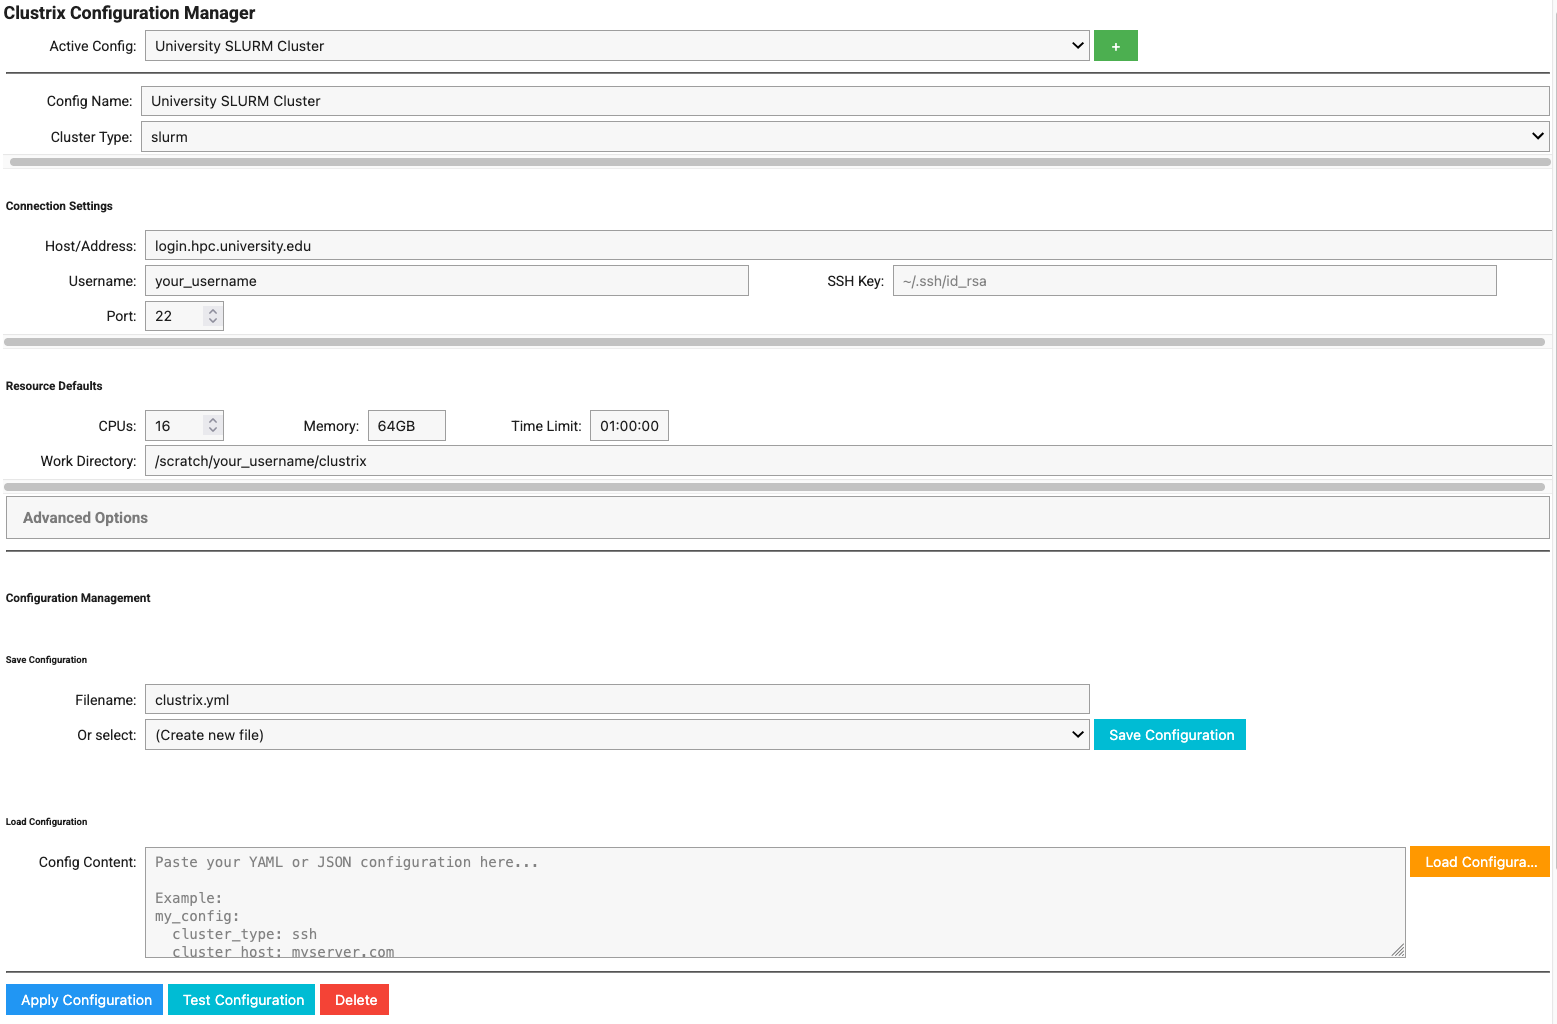 Clustrix Configuration Manager
Active Config: University SLURM Cluster +
Config Name: University SLURM Cluster
Cluster Type: slurm
Connection Settings
Host/Address: login.hpc.university.edu
Username: your_username SSH Key: ~/.ssh/id_rsa
Port: 22
Resource Defaults
CPUs: 16 Memory: 64GB Time Limit: 01:00:00
Work Directory: /scratch/your_username/clustrix
Advanced Options
Configuration Management
Save Configuration
Filename: clustrix.yml
Or select: (Create new file) Save Configuration
Load Configuration
Config Content: Paste your YAML or JSON configuration here... Load Configura...
Example:
my_config:
cluster_type: ssh
cluster_host: myserver.com
Apply Configuration Test Configuration Delete